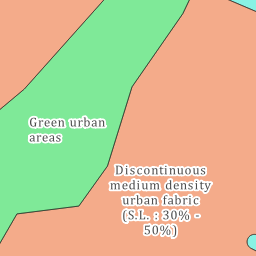 Green urban
areas
Discontinuous
medium density
urban fabric
(S.L. : 30% -
50%)